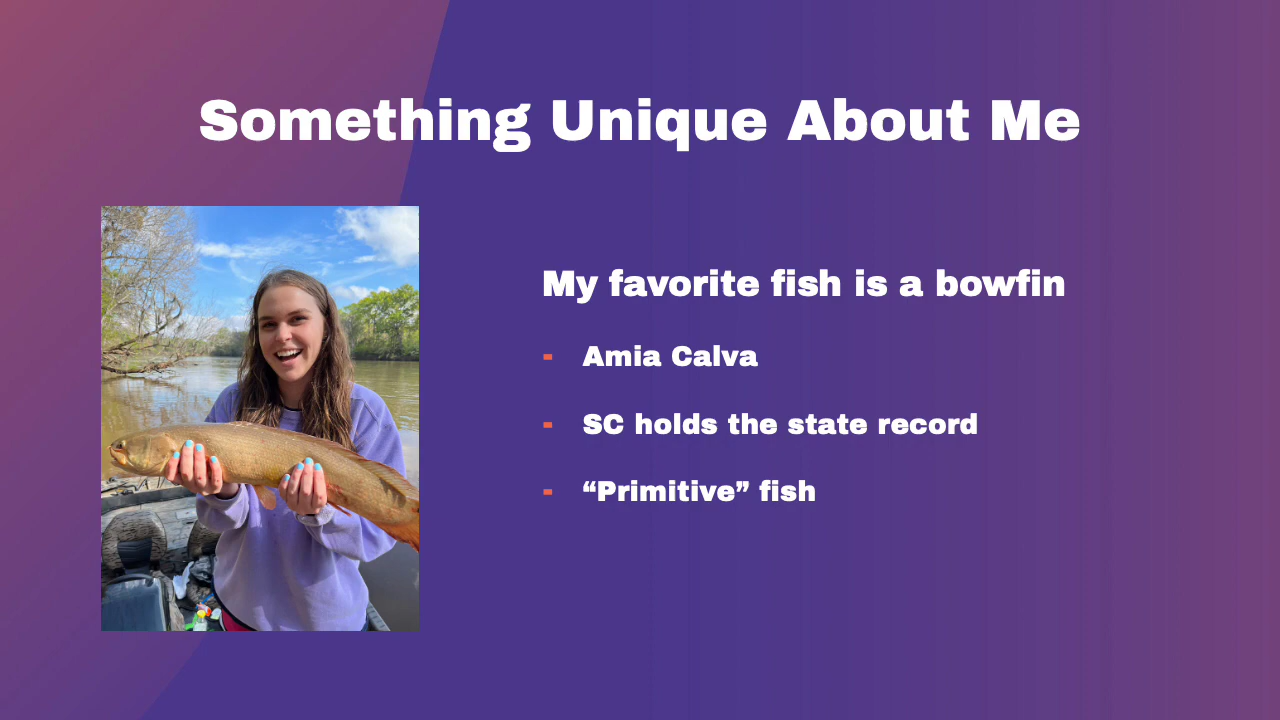 Something Unique About Me
My favorite fish is a bowfin
- Amia Calva
- SC holds the state record
- “Primitive” fish